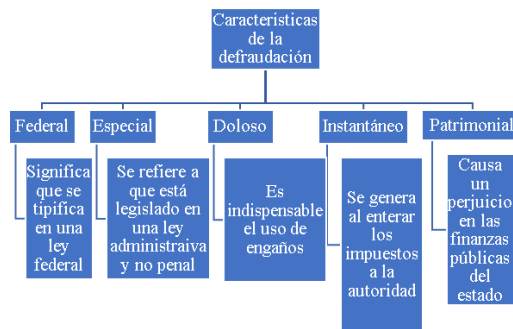 Caracteristicas
de la
defraudación
Federal
Especial
Doloso
Instantáneo
Patrimonial
Significa
que se
tipifica
en una
ley
federal
Se refiere a
que está
legislado en
una ley
administraiva
y no penal
Es
indispensable
el uso de
engaños
Se genera
al enterar
los
impuestos
a la
autoridad
Causa
un
perjuicio
en las
finanzas
públicas
del
estado